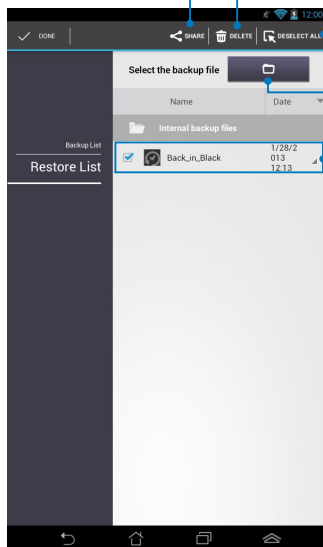 12:00
DONE
SHARE
DELETE
DESELECT ALL
Select the backup file
Name
Date
Internal backup files
Backup List
Restore List
Back_in_Black
1/28/2
013
12:13